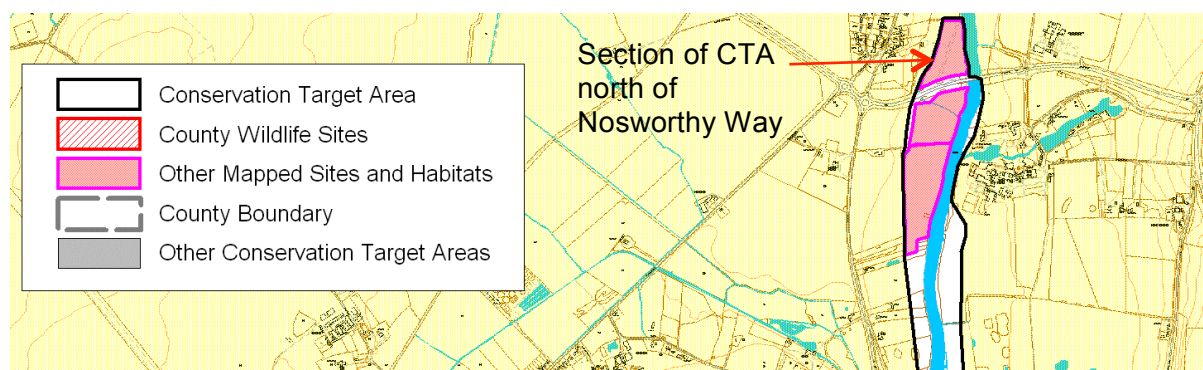 Section of CTA
north of
Nosworthy Way
Conservation Target Area
County Wildlife Sites
Other Mapped Sites and Habitats
County Boundary
Other Conservation Target Areas